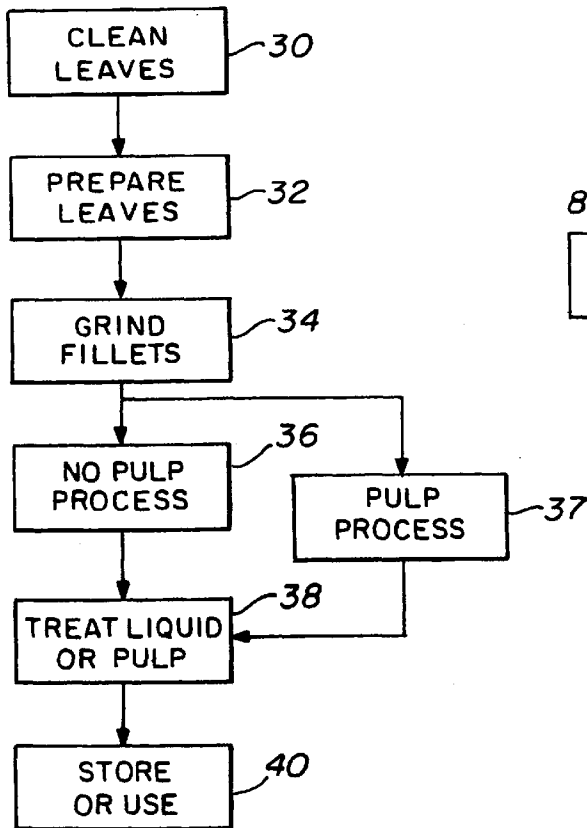 CLEAN
LEAVES
30
PREPARE
LEAVES
32
8
GRIND
FILLETS
34
NO PULP
PROCESS
36
PULP
PROCESS
37
TREAT LIQUID
OR PULP
38
STORE
OR USE
40